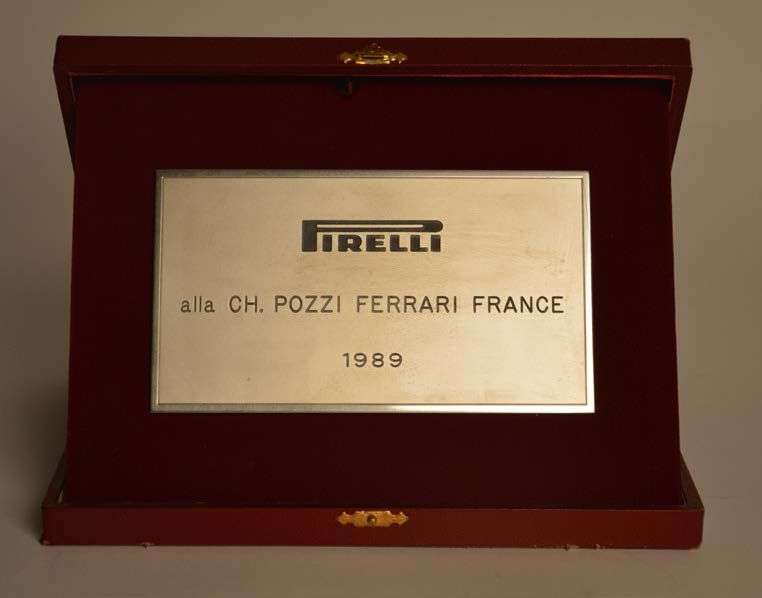 PIRELLI
alla CH. POZZI FERRARI FRANCE
1989